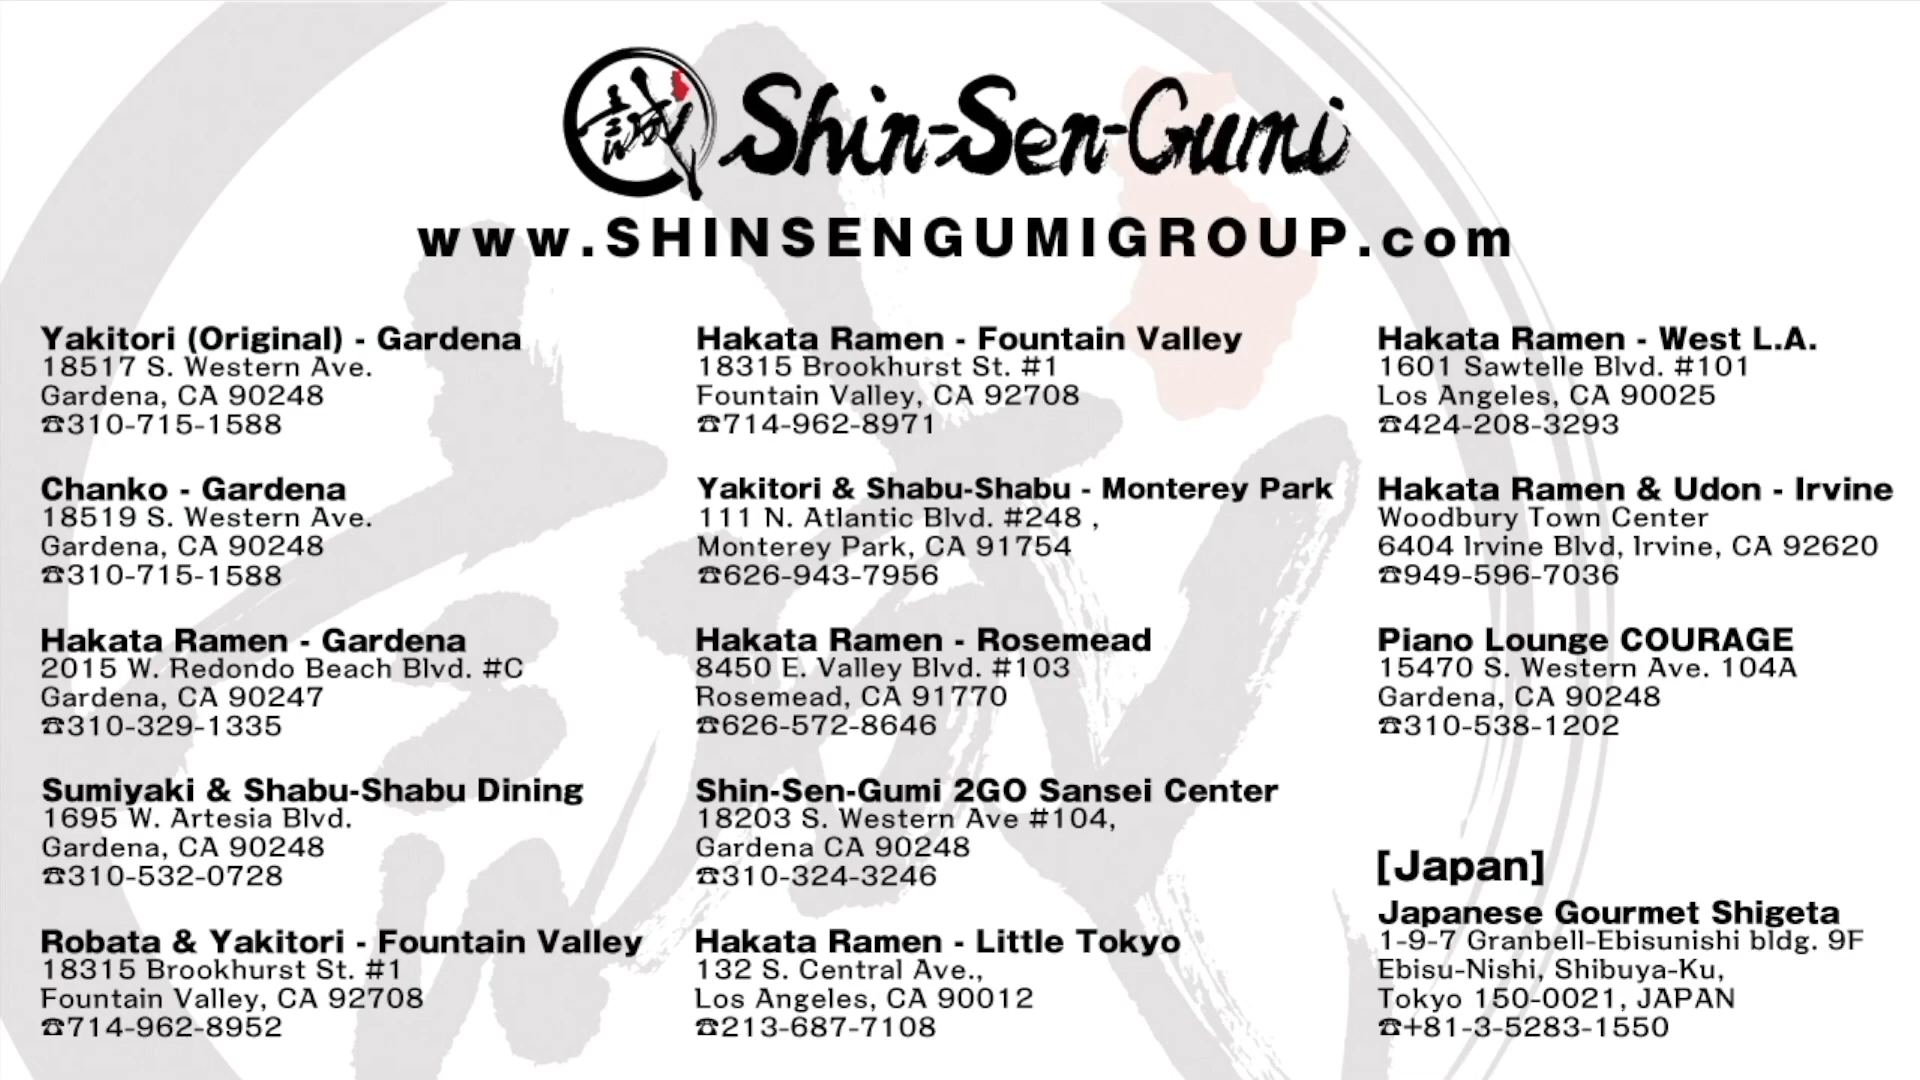 誠 Shin-Sen-Gumi
www.SHINSENGUMIGROUP.com
Yakitori (Original) - Gardena
18517 S. Western Ave.
Gardena, CA 90248
☎310-715-1588
Chanko - Gardena
18519 S. Western Ave.
Gardena, CA 90248
☎310-715-1588
Hakata Ramen - Gardena
2015 W. Redondo Beach Blvd. #C
Gardena, CA 90247
☎310-329-1335
Sumiyaki & Shabu-Shabu Dining
1695 W. Artesia Blvd.
Gardena, CA 90248
☎310-532-0728
Robata & Yakitori - Fountain Valley
18315 Brookhurst St. #1
Fountain Valley, CA 92708
☎714-962-8952
Hakata Ramen - Fountain Valley
18315 Brookhurst St. #1
Fountain Valley, CA 92708
☎714-962-8971
Yakitori & Shabu-Shabu - Monterey Park
111 N. Atlantic Blvd. #248 ,
Monterey Park, CA 91754
☎626-943-7956
Hakata Ramen - Rosemead
8450 E. Valley Blvd. #103
Rosemead, CA 91770
☎626-572-8646
Shin-Sen-Gumi 2GO Sansei Center
18203 S. Western Ave #104,
Gardena CA 90248
☎310-324-3246
Hakata Ramen - Little Tokyo
132 S. Central Ave.,
Los Angeles, CA 90012
☎213-687-7108
Hakata Ramen - West L.A.
1601 Sawtelle Blvd. #101
Los Angeles, CA 90025
☎424-208-3293
Hakata Ramen & Udon - Irvine
Woodbury Town Center
6404 Irvine Blvd, Irvine, CA 92620
☎949-596-7036
Piano Lounge COURAGE
15470 S. Western Ave. 104A
Gardena, CA 90248
☎310-538-1202
[Japan]
Japanese Gourmet Shigeta
1-9-7 Granbell-Ebisunishi bldg. 9F
Ebisu-Nishi, Shibuya-Ku,
Tokyo 150-0021, JAPAN
☎+81-3-5283-1550